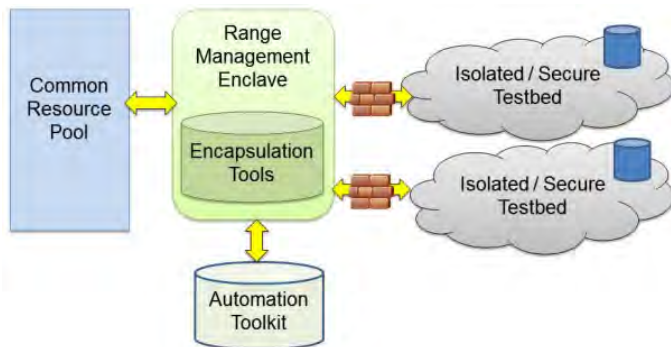 Common
Resource
Pool
Range
Management
Enclave
Encapsulation
Tools
Isolated / Secure
Testbed
Isolated / Secure
Testbed
Automation
Toolkit